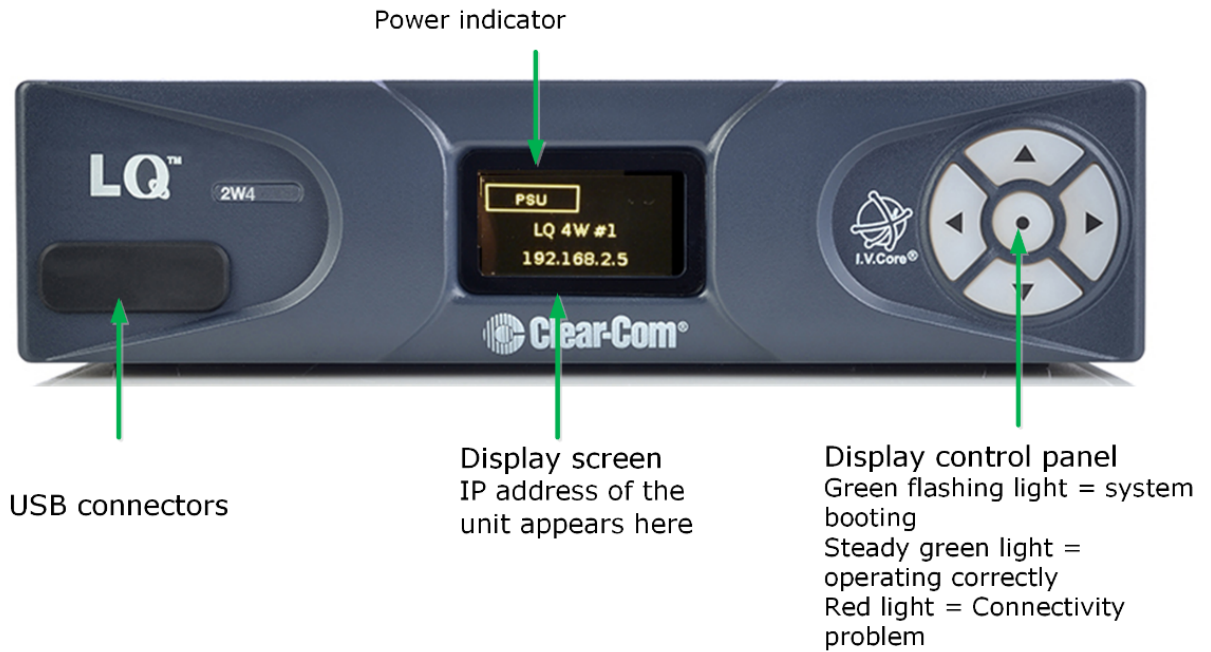 Power indicator
LQ™
2W4
PSU
LQ 4W #1
192.168.2.5
I.V.Core®
Clear-Com®
USB connectors
Display screen
IP address of the
unit appears here
Display control panel
Green flashing light = system
booting
Steady green light =
operating correctly
Red light = Connectivity
problem